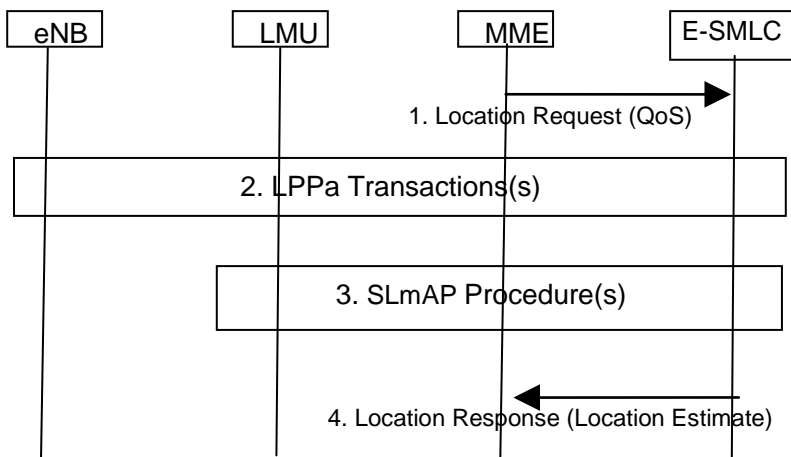 eNB LMU MME E-SMLC
1. Location Request (QoS)
2. LPPa Transactions(s)
3. SLmAP Procedure(s)
4. Location Response (Location Estimate)